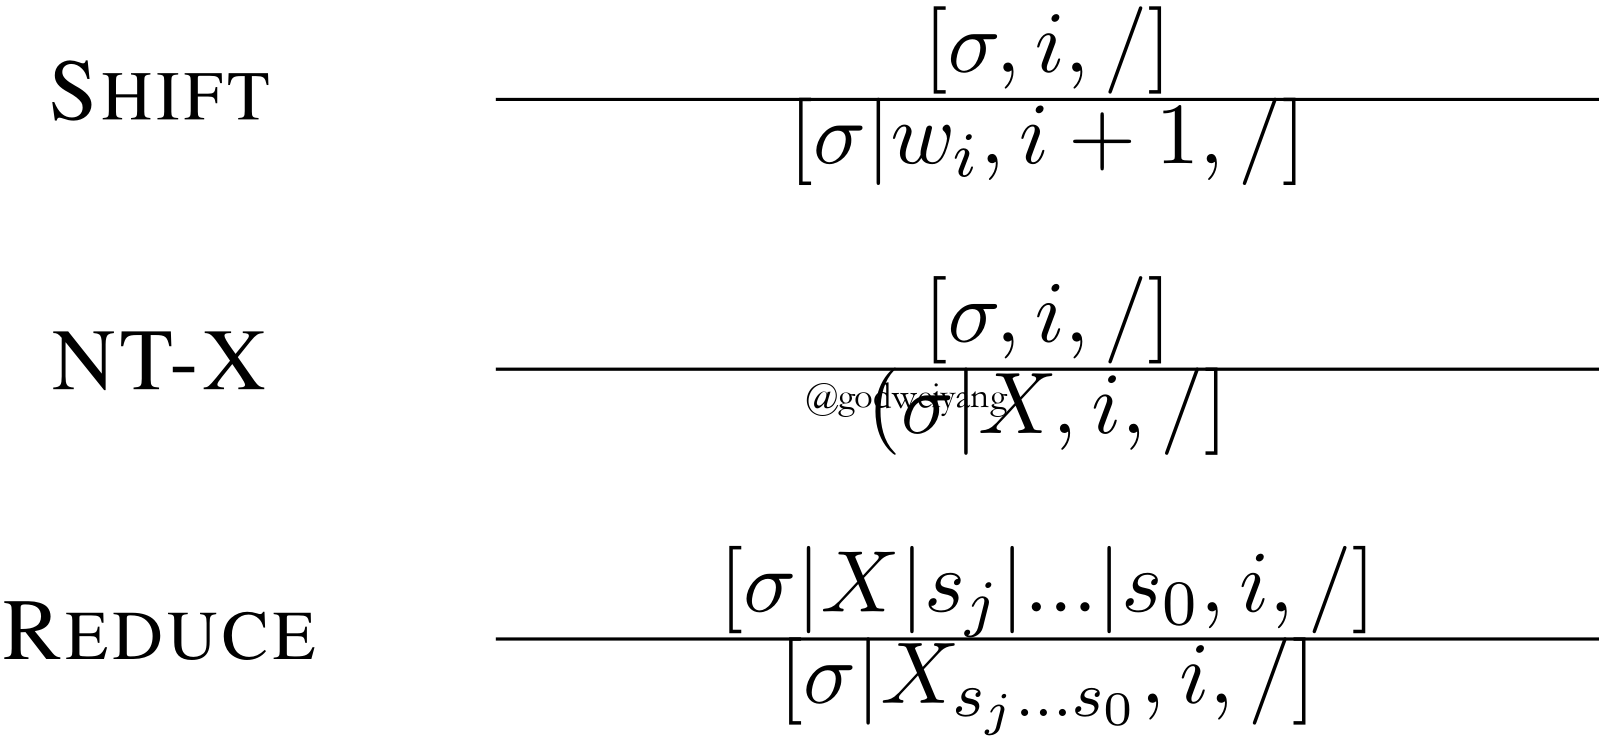 [σ, i, /]
SHIFT
[σ|w_i, i + 1, /]
[σ, i, /]
NT-X
(σ|X, i, /]
@godweiyang
[σ|X|s_j|...|s_0, i, /]
REDUCE
[σ|X_{s_j...s_0}, i, /]